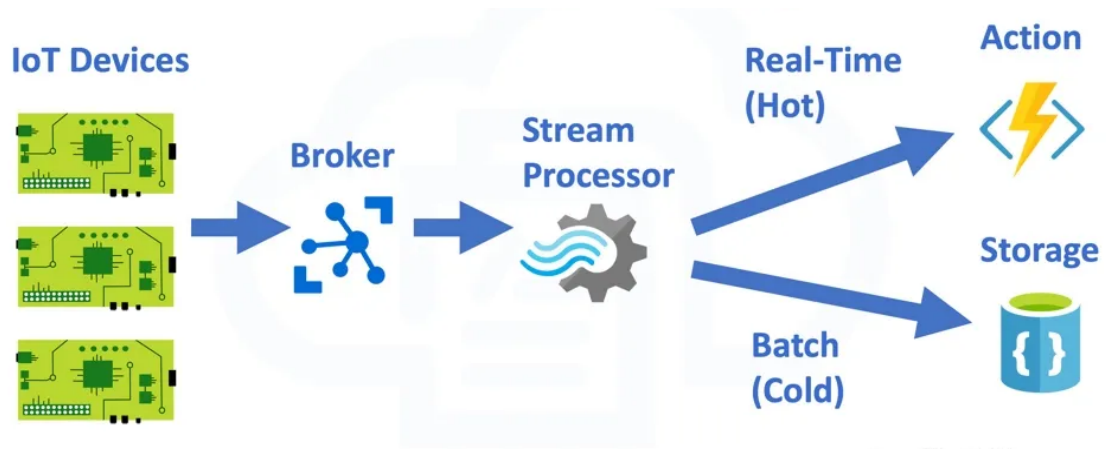 IoT Devices
Broker
Stream
Processor
Real-Time
(Hot)
Action
Storage
{ }
Batch
(Cold)